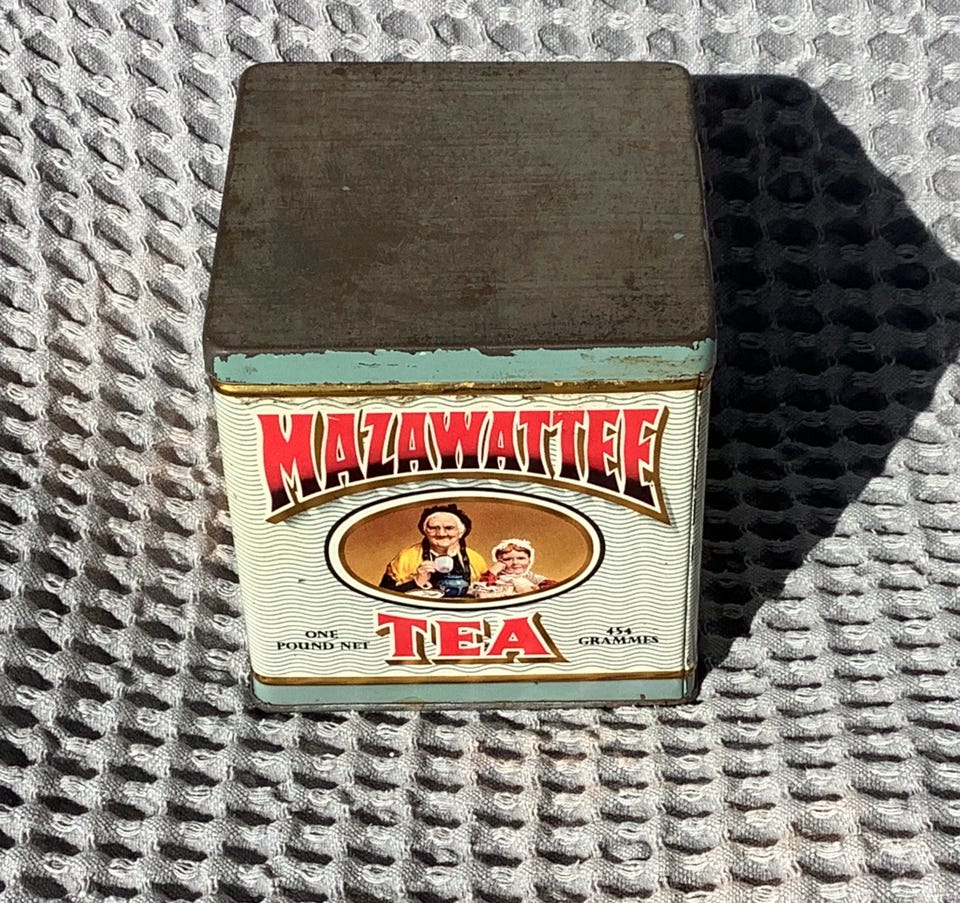 MAZAWATTEE
TEA
ONE
POUND NET
454
GRAMMES